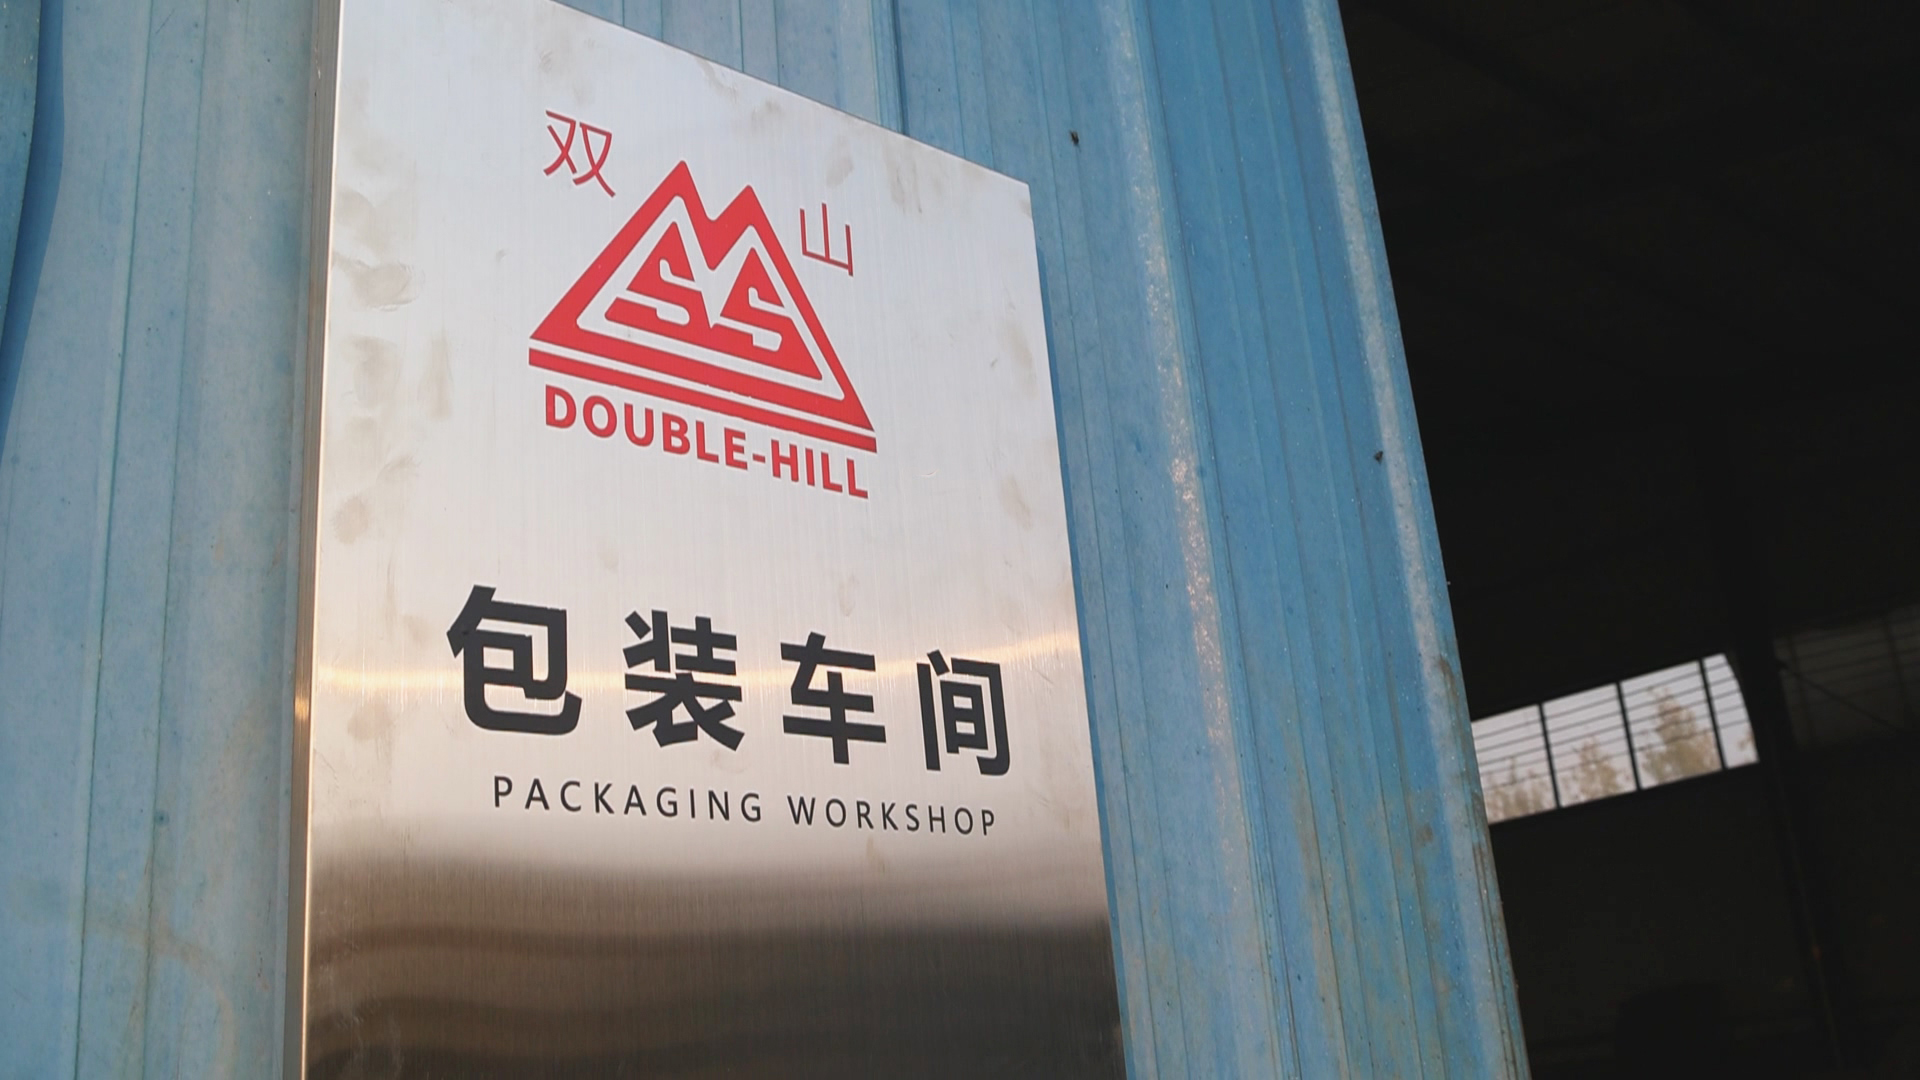 双 山
SS
DOUBLE-HILL
包装车间
PACKAGING WORKSHOP